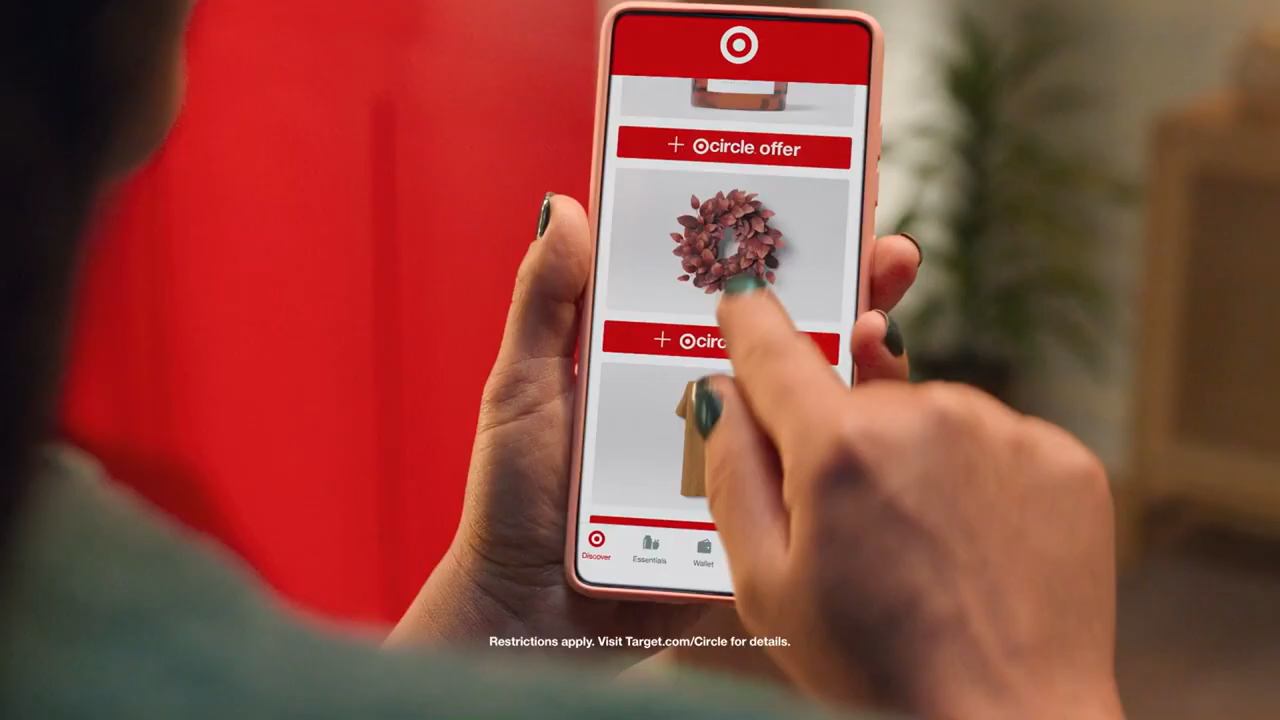 + circle offer
+ circ
Discover
Essentials
Wallet
Restrictions apply. Visit Target.com/Circle for details.